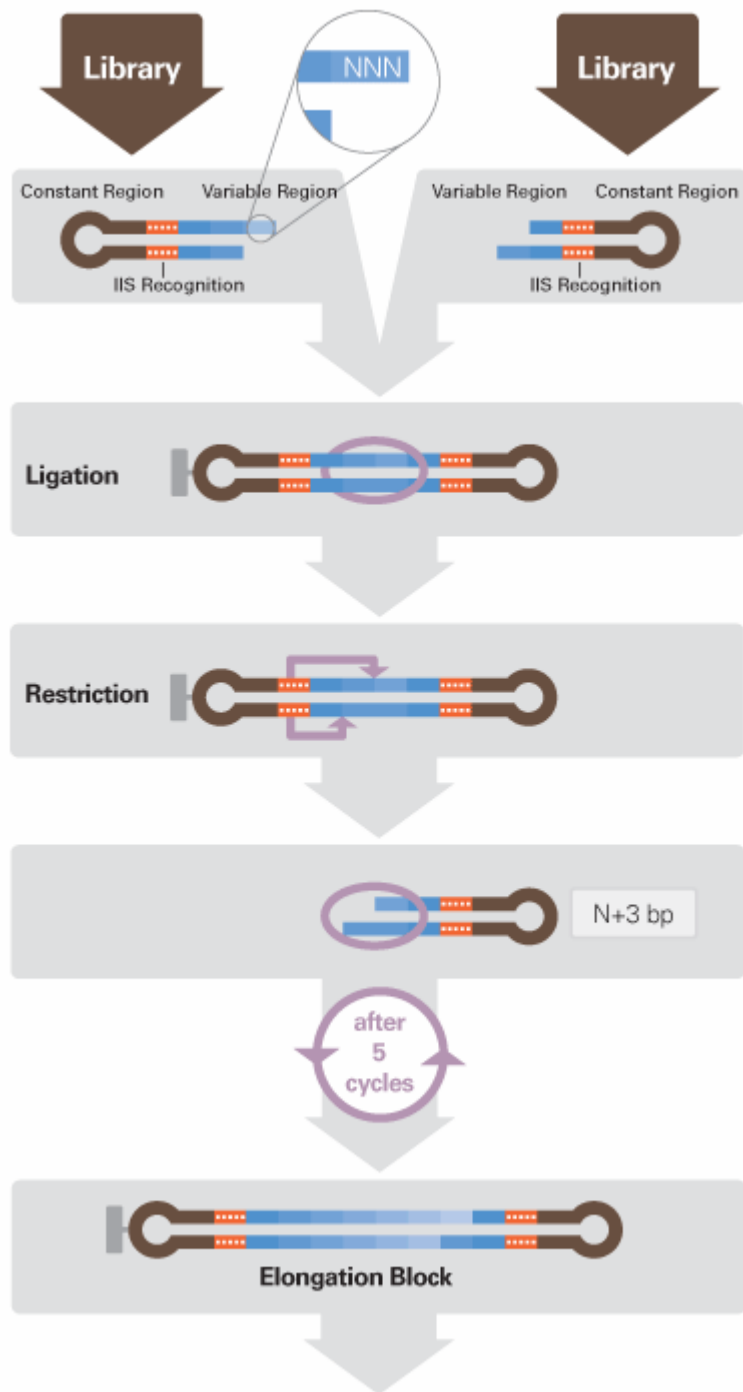 Library
NNN
Library
Constant Region
Variable Region
Variable Region
Constant Region
IIS Recognition
IIS Recognition
Ligation
Restriction
N+3 bp
after
5
cycles
Elongation Block